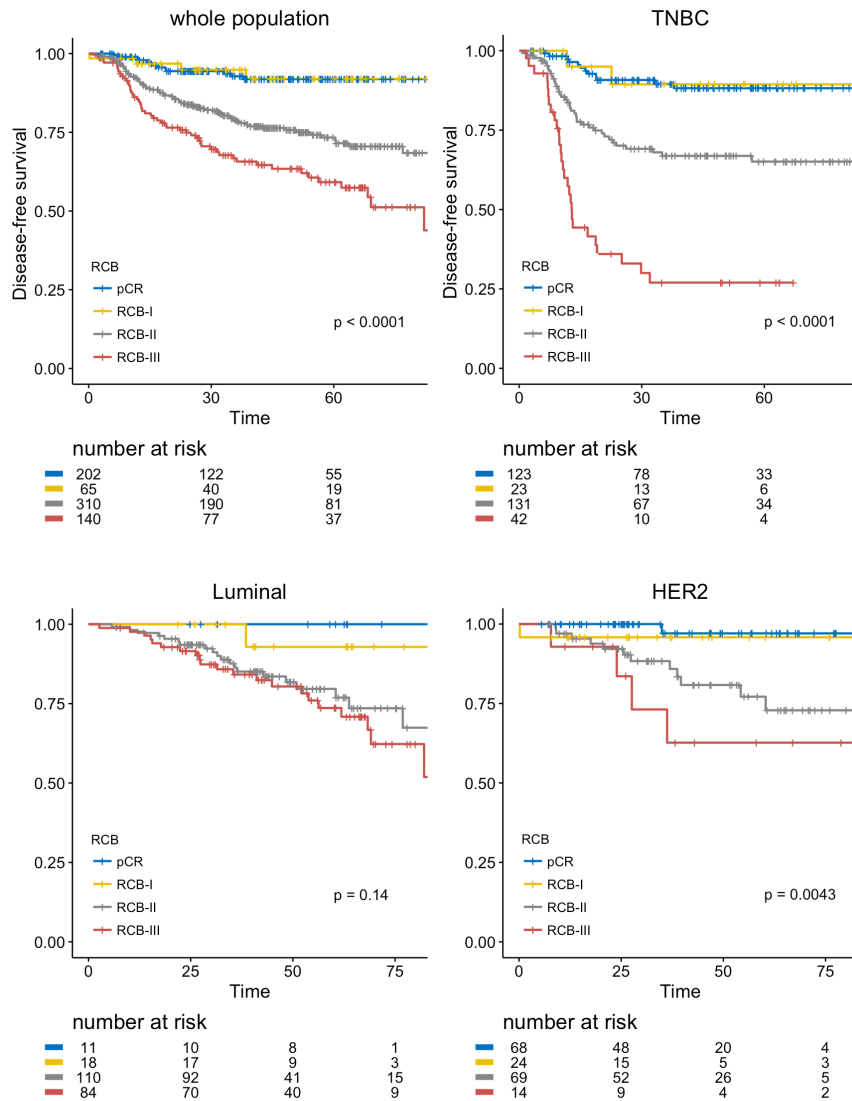 whole population
TNBC
Disease-free survival
1.00
0.75
0.50
0.25
0.00
RCB
pCR
RCB-I
RCB-II
RCB-III
p < 0.0001
0 30 60
Time
number at risk
202 122 55
65 40 19
310 190 81
140 77 37
Disease-free survival
1.00
0.75
0.50
0.25
0.00
RCB
pCR
RCB-I
RCB-II
RCB-III
p < 0.0001
0 30 60
Time
number at risk
123 78 33
23 13 6
131 67 34
42 10 4
Luminal
1.00
0.75
0.50
0.25
0.00
RCB
pCR
RCB-I
RCB-II
RCB-III
p = 0.14
0 25 50 75
Time
number at risk
11 10 8 1
18 17 9 3
110 92 41 15
84 70 40 9
HER2
1.00
0.75
0.50
0.25
0.00
RCB
pCR
RCB-I
RCB-II
RCB-III
p = 0.0043
0 25 50 75
Time
number at risk
68 48 20 4
24 15 5 3
69 52 26 5
14 9 4 2